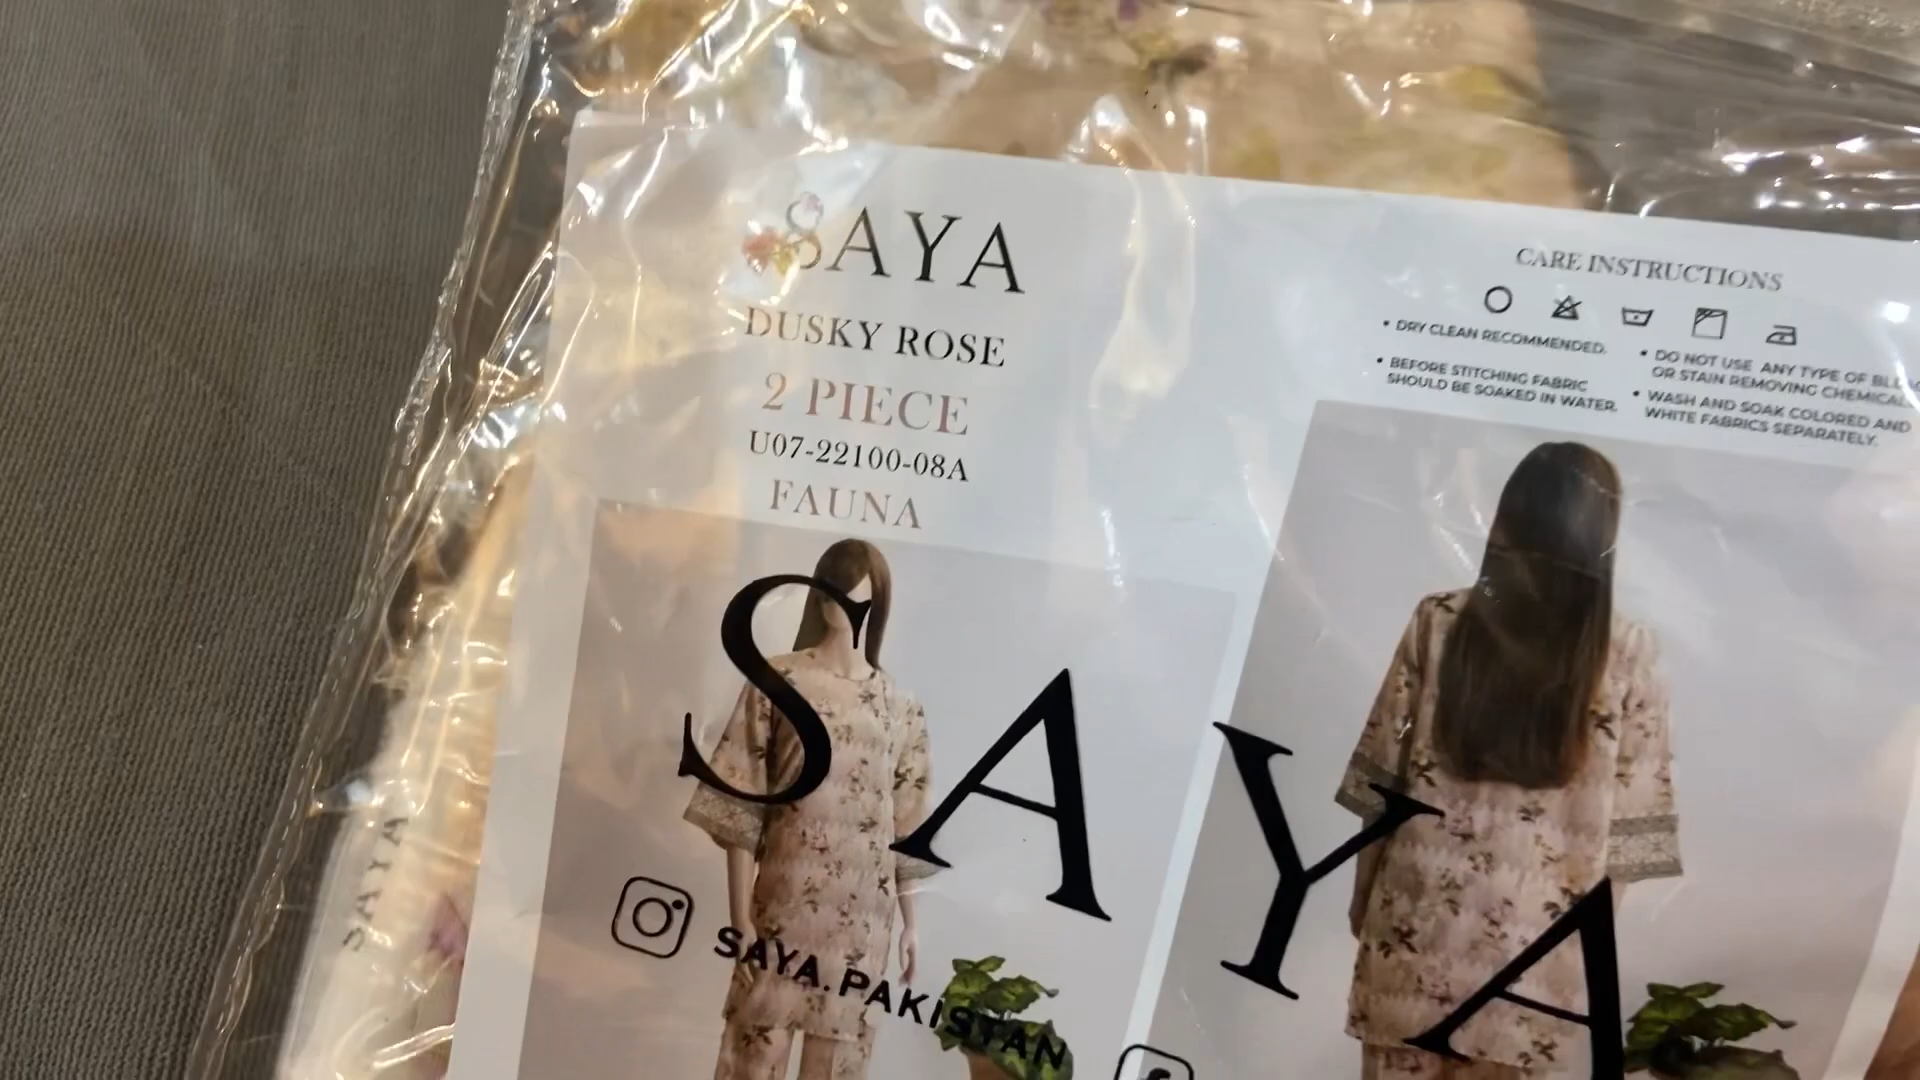 SAYA
DUSKY ROSE
2 PIECE
U07-22100-08A
FAUNA
CARE INSTRUCTIONS
• DRY CLEAN RECOMMENDED.
• BEFORE STITCHING FABRIC
SHOULD BE SOAKED IN WATER.
• DO NOT USE ANY TYPE OF
OR STAIN REMOVING
• WASH AND SOAK COLORED AND
WHITE FABRICS SEPARATELY.
SAYA
SAYA.PAKISTAN
SAYA